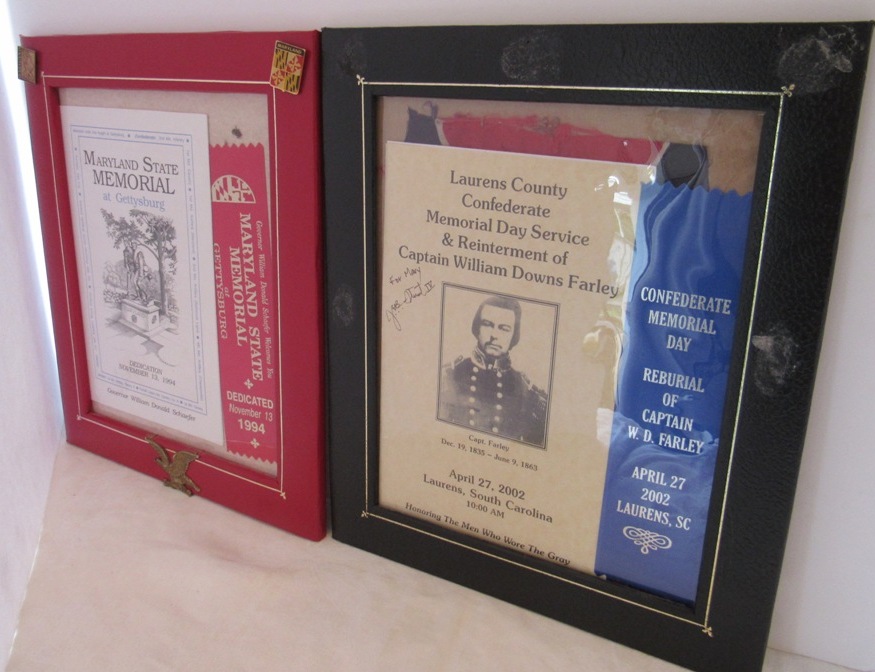 MARYLAND
MARYLAND STATE
MEMORIAL
at Gettysburg
DEDICATION
NOVEMBER 13, 1994
Governor William Donald Schaefer
Governor William Donald Schaefer Welcomes You
MARYLAND STATE
MEMORIAL
at
GETTYSBURG
DEDICATED
November 13
1994
Laurens County
Confederate
Memorial Day Service
& Reinterment of
Captain William Downs Farley
For Mary
Capt. Farley
Dec. 19, 1835 – June 9, 1863
April 27, 2002
Laurens, South Carolina
10:00 AM
Honoring The Men Who Wore The Gray
CONFEDERATE
MEMORIAL
DAY
REBURIAL
OF
CAPTAIN
W. D. FARLEY
APRIL 27
2002
LAURENS, SC